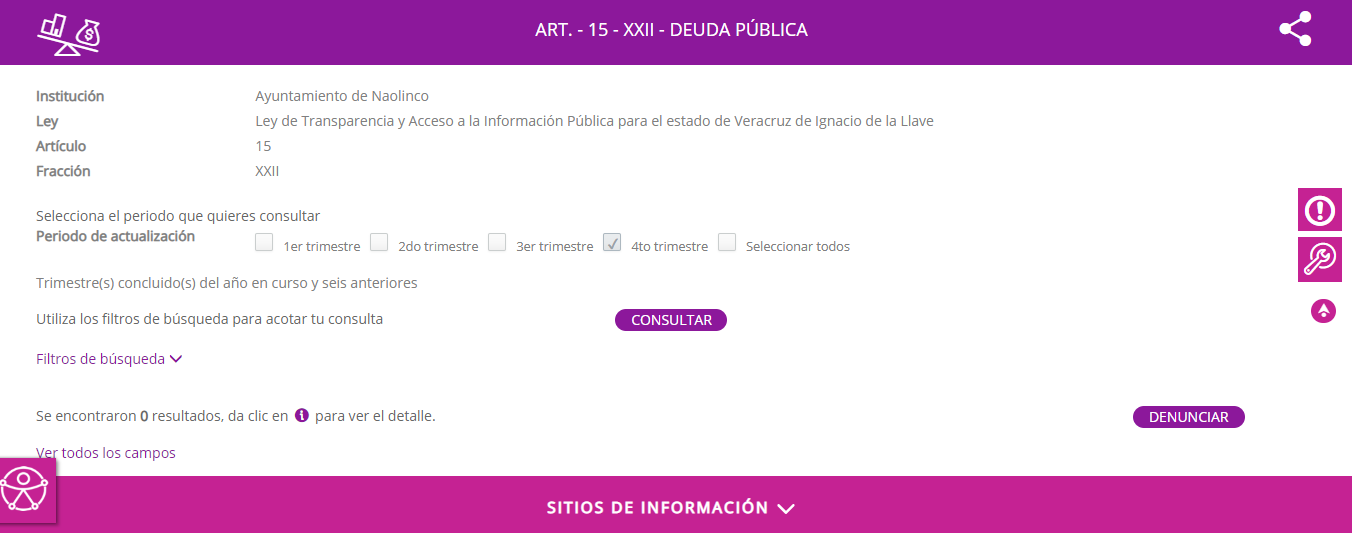 ART. - 15 - XXII - DEUDA PÚBLICA
Institución Ayuntamiento de Naolinco
Ley Ley de Transparencia y Acceso a la Información Pública para el estado de Veracruz de Ignacio de la Llave
Artículo 15
Fracción XXII
Selecciona el periodo que quieres consultar
Periodo de actualización 1er trimestre 2do trimestre 3er trimestre 4to trimestre Seleccionar todos
Trimestre(s) concluido(s) del año en curso y seis anteriores
Utiliza los filtros de búsqueda para acotar tu consulta CONSULTAR
Filtros de búsqueda
Se encontraron 0 resultados, da clic en i para ver el detalle. DENUNCIAR
Ver todos los campos
SITIOS DE INFORMACIÓN